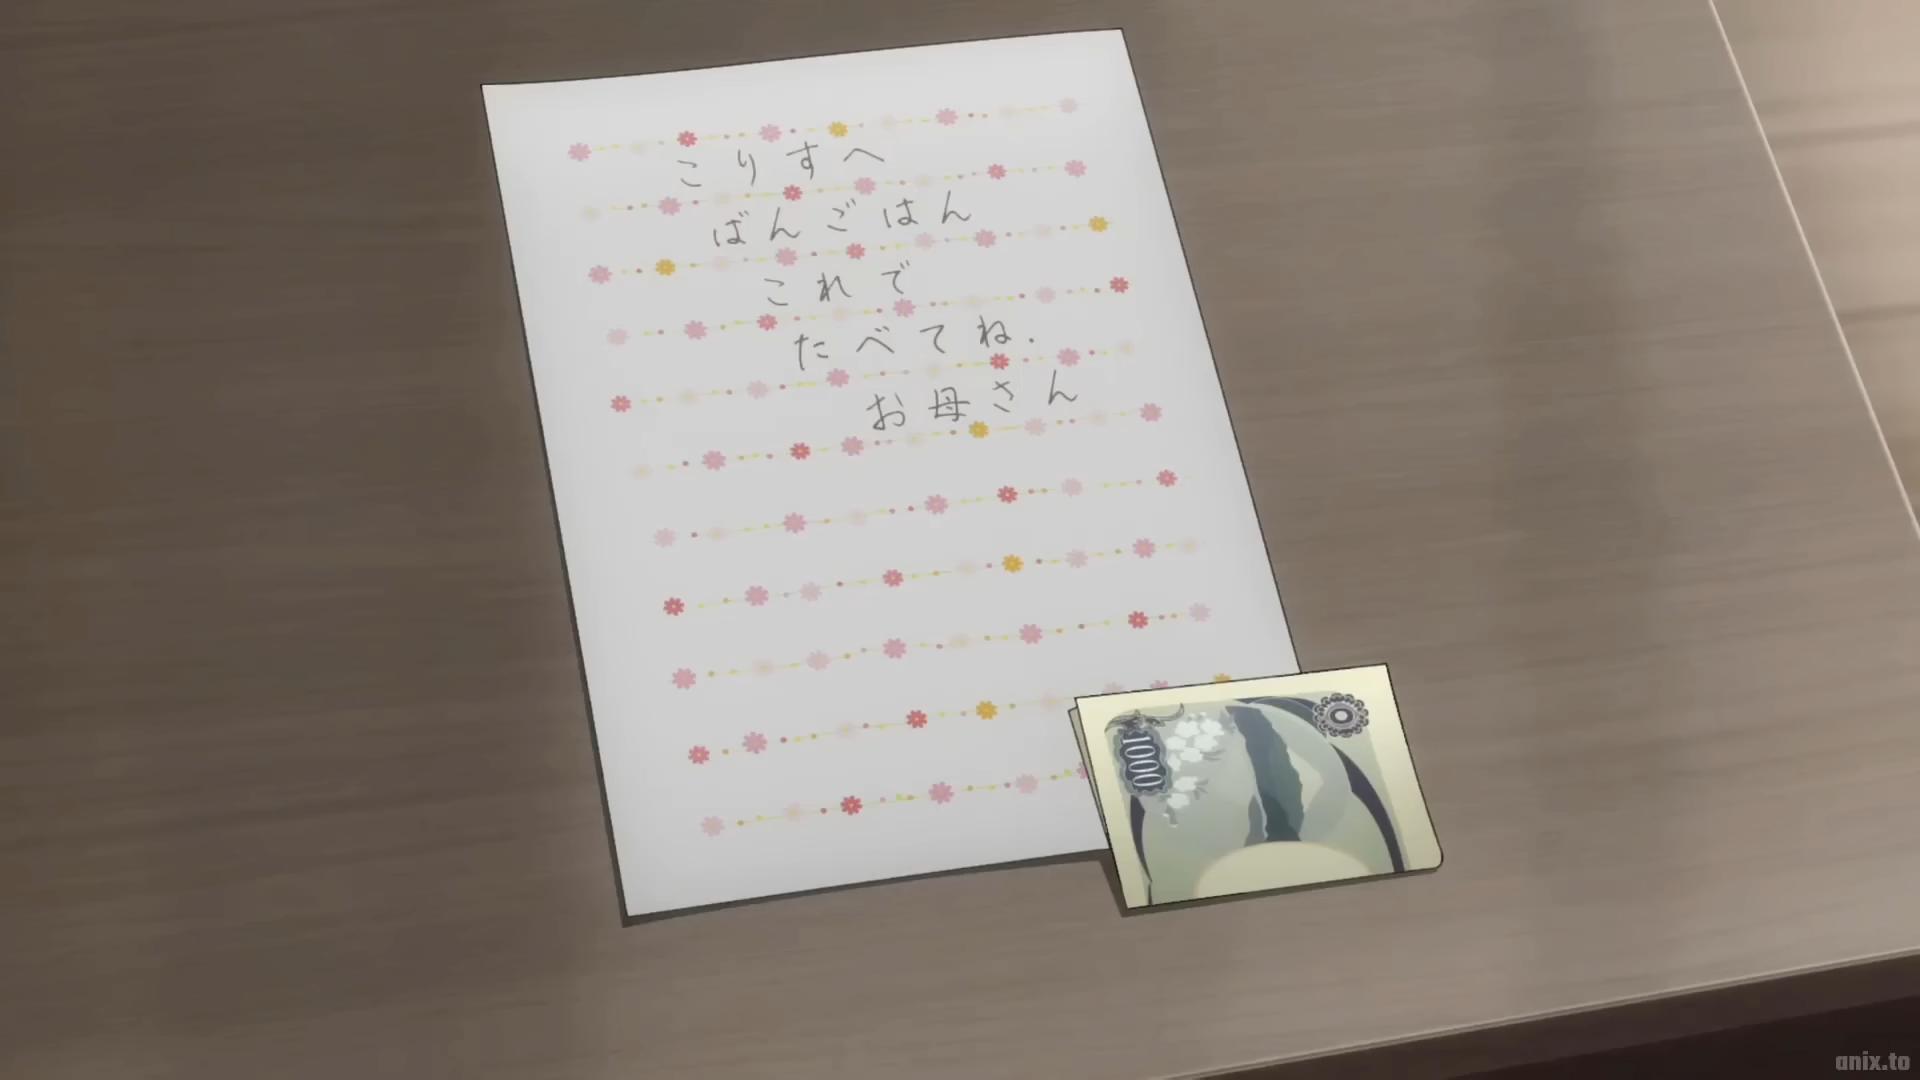 こりすへ
ばんごはん
これで
たべてね.
お母さん
1000
anix.to